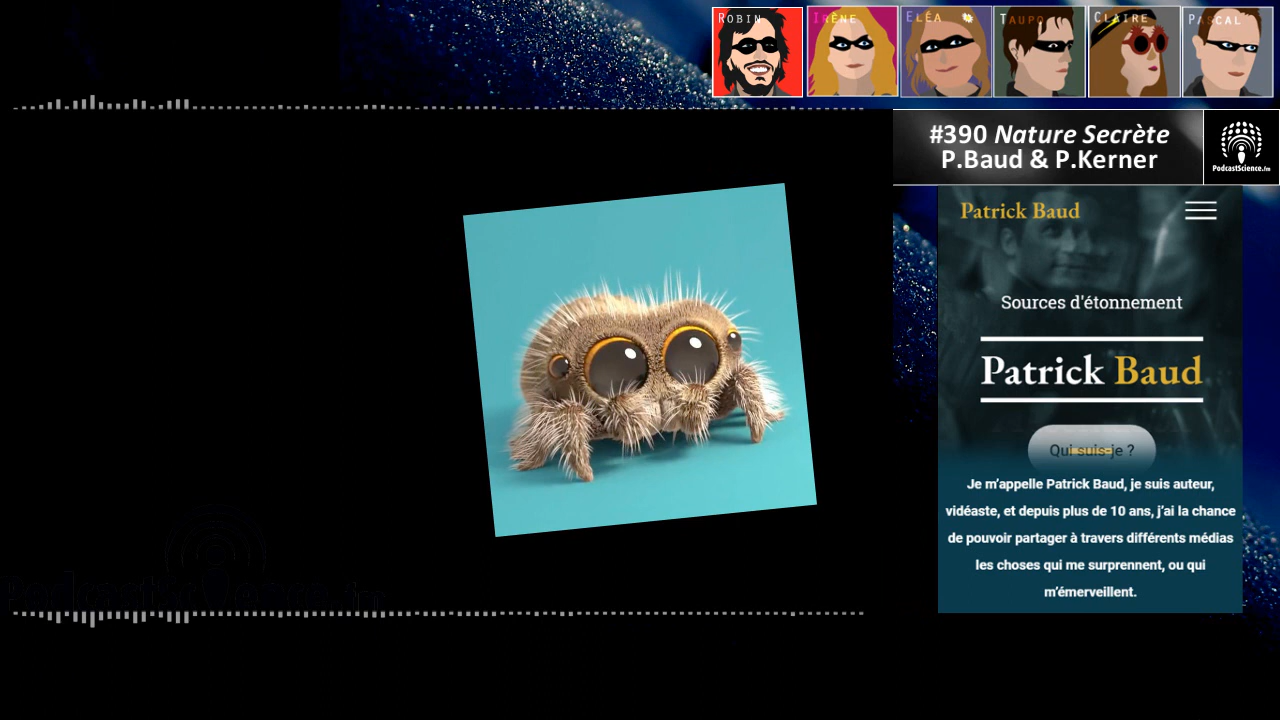 ROBIN
IRÈNE
ELÉA
TAUPO
CLAIRE
PASCAL
#390 Nature Secrète
P.Baud & P.Kerner
PodcastScience.fm
Patrick Baud
Sources d'étonnement
Patrick Baud
Qui suis-je ?
Je m'appelle Patrick Baud, je suis auteur,
vidéaste, et depuis plus de 10 ans, j'ai la chance
de pouvoir partager à travers différents médias
les choses qui me surprennent, ou qui
m'émerveillent.
PodcastScience.fm